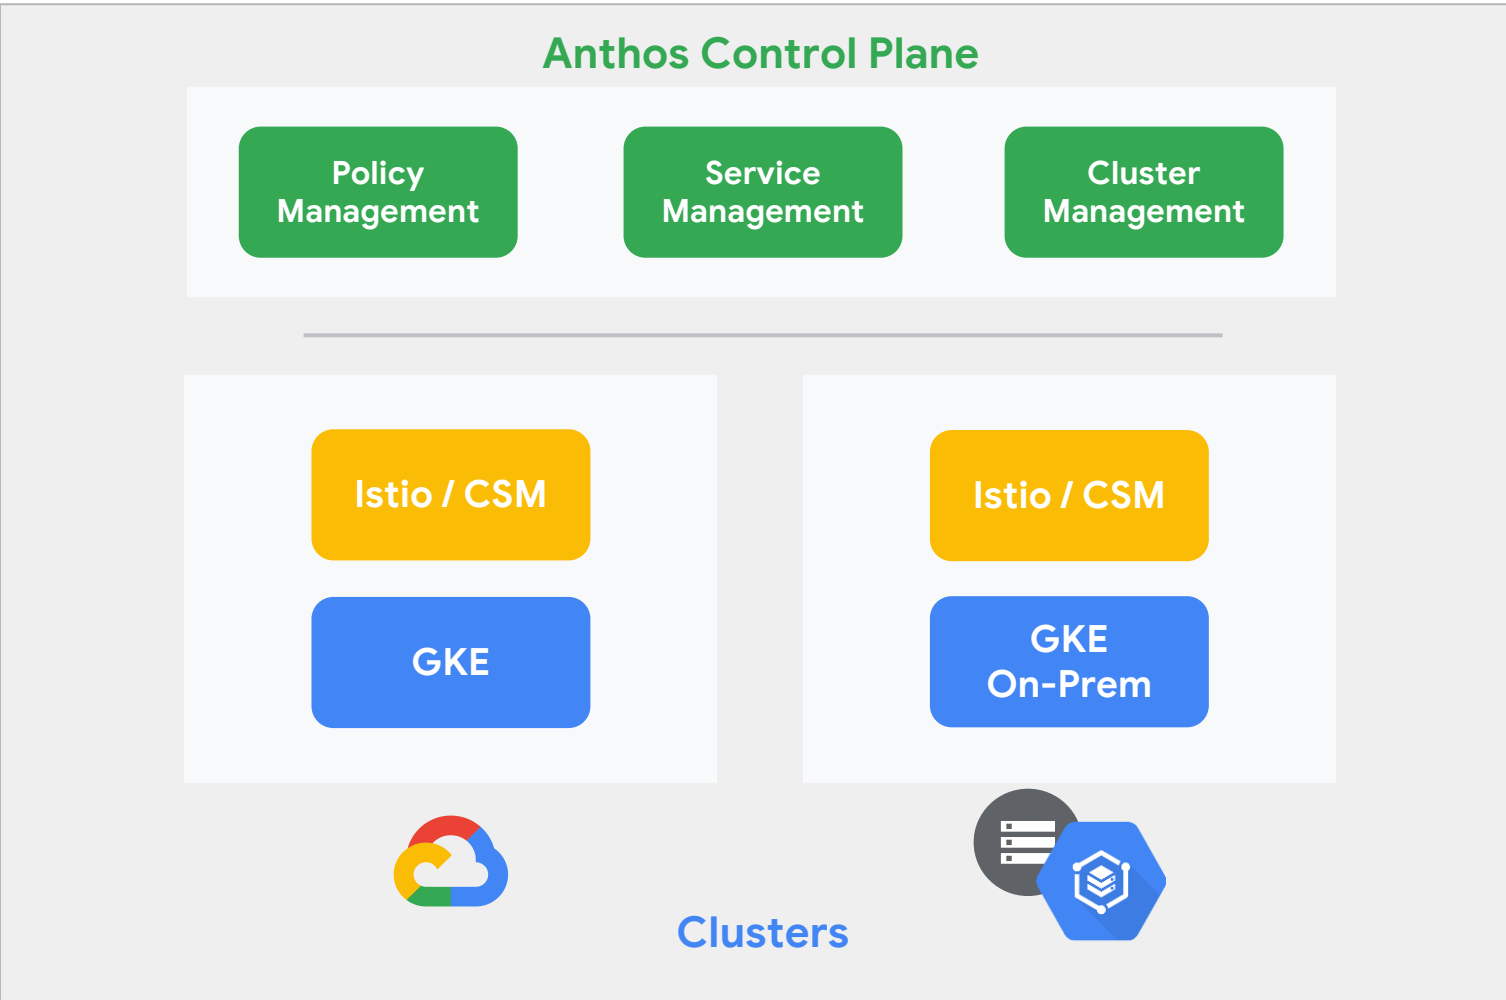 Anthos Control Plane
Policy
Management
Service
Management
Cluster
Management
Istio / CSM
GKE
Istio / CSM
GKE
On-Prem
Clusters